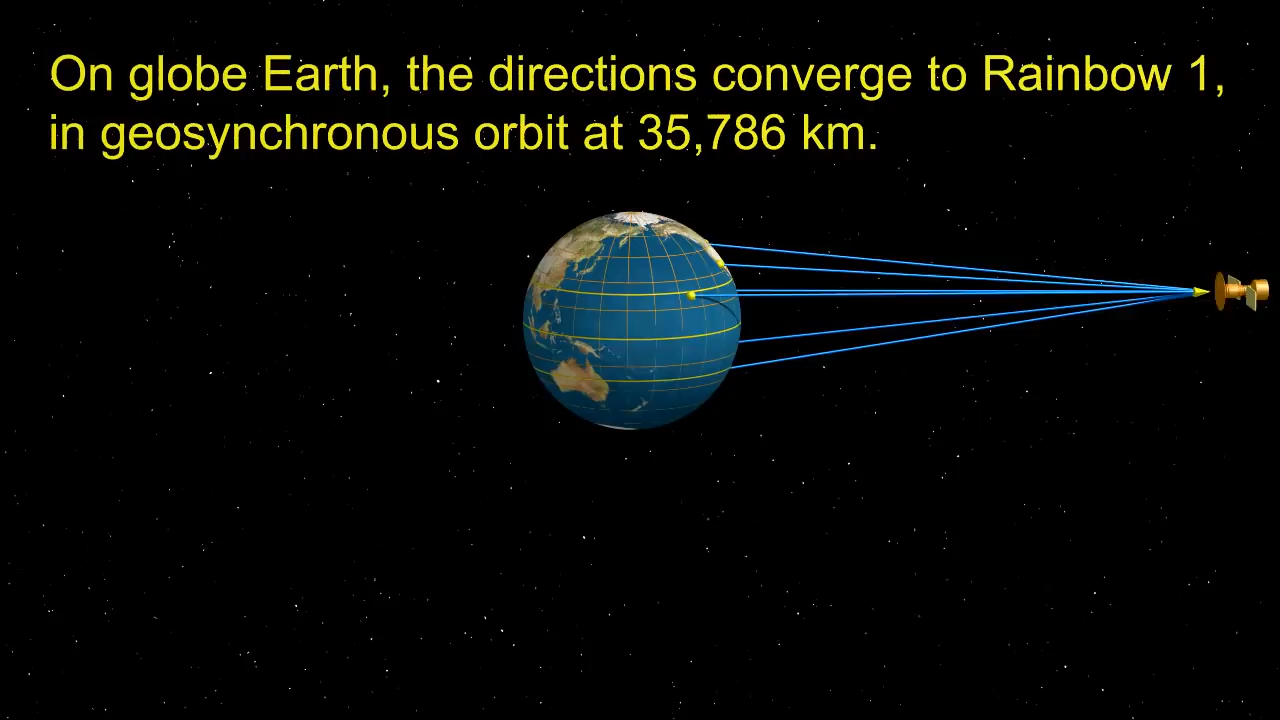 On globe Earth, the directions converge to Rainbow 1,
in geosynchronous orbit at 35,786 km.